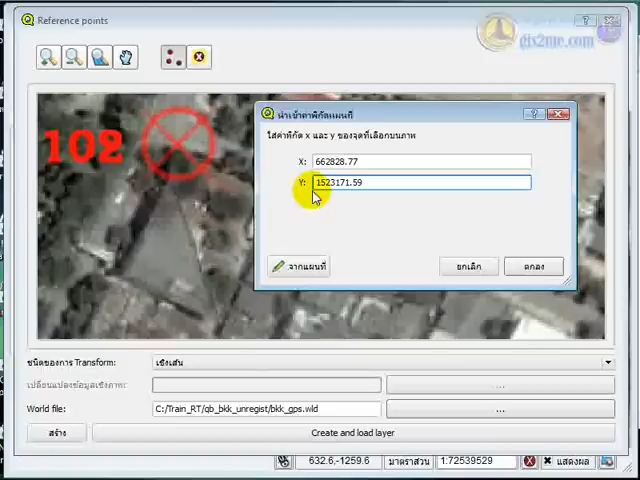 Reference points
gis2me.com
102
นำเข้าค่าพิกัดแผนที่
ใส่ค่าพิกัด x และ y ของจุดที่เลือกบนภาพ
X: 662828.77
Y: 1523171.59
จากแผนที่
ยกเลิก
ตกลง
ชนิดของการ Transform: เชิงเส้น
เปลี่ยนแปลงข้อมูลเชิงภาพ: ...
World file: C:/Train_RT/qb_bkk_unregist/bkk_gps.wld ...
สร้าง Create and load layer
632.6,-1259.6 มาตราส่วน 1:72539529 แสดงผล